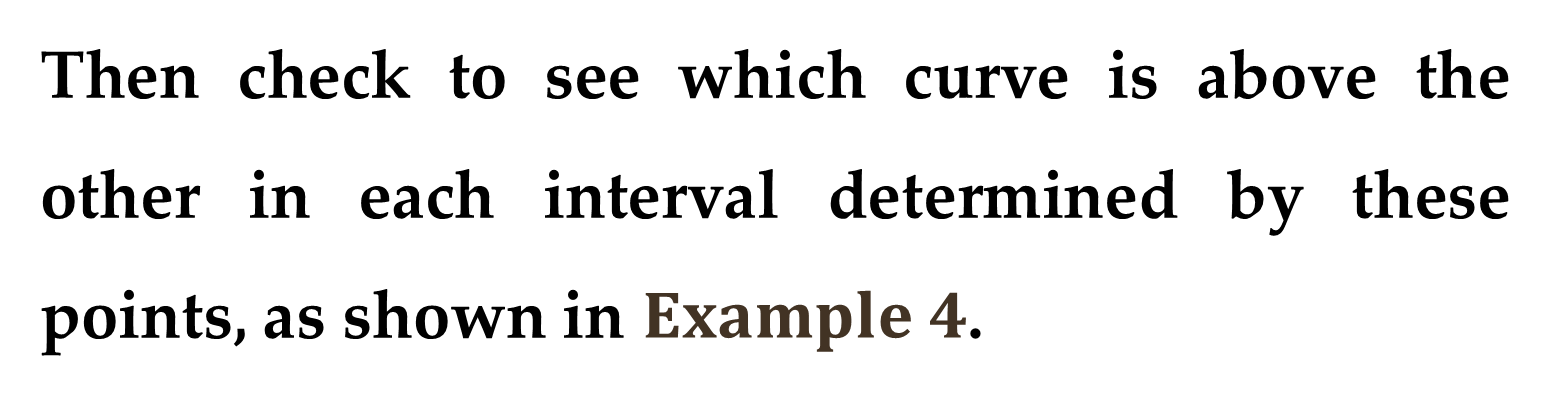 Then check to see which curve is above the
other in each interval determined by these
points, as shown in Example 4.